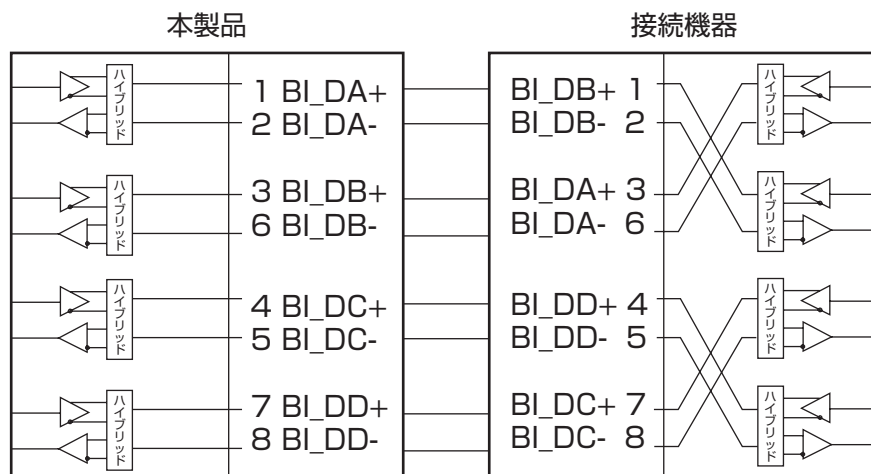 本製品
接続機器
ハイブリッド
1 BI_DA+
2 BI_DA-
ハイブリッド
3 BI_DB+
6 BI_DB-
ハイブリッド
4 BI_DC+
5 BI_DC-
ハイブリッド
7 BI_DD+
8 BI_DD-
BI_DB+ 1
BI_DB- 2
ハイブリッド
BI_DA+ 3
BI_DA- 6
ハイブリッド
BI_DD+ 4
BI_DD- 5
ハイブリッド
BI_DC+ 7
BI_DC- 8
ハイブリッド